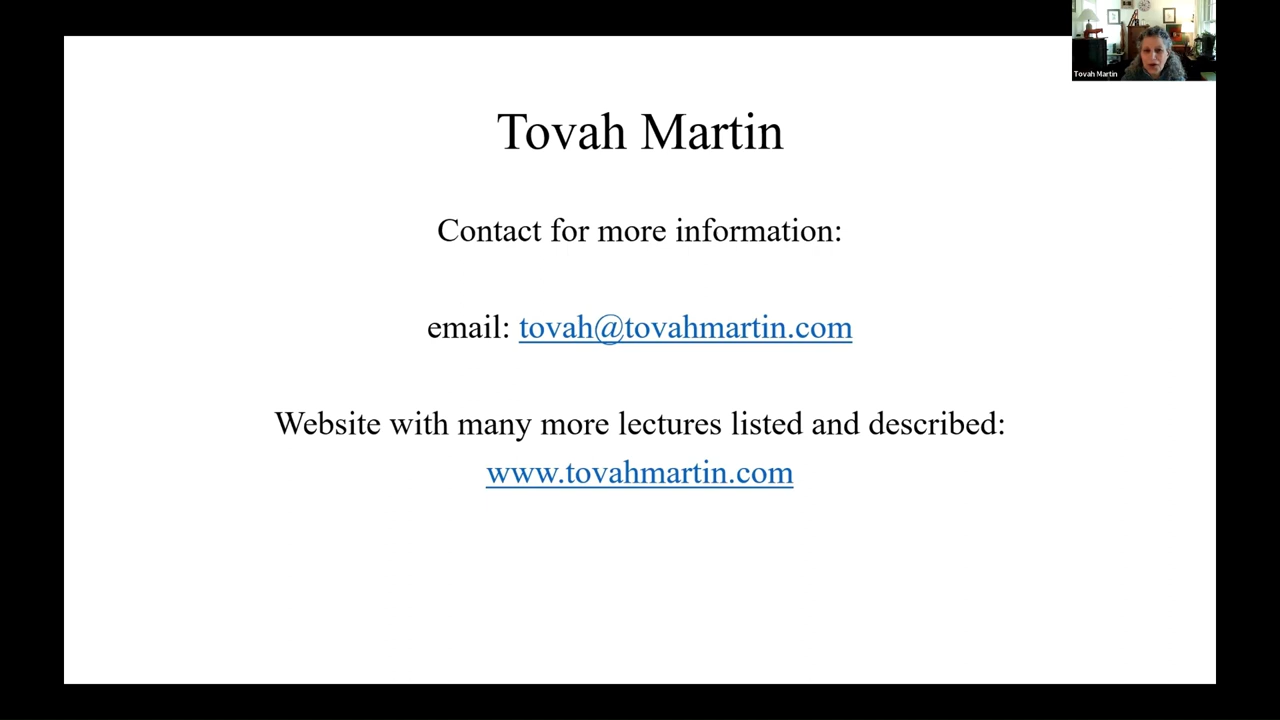 Tovah Martin
Tovah Martin
Contact for more information:
email: tovah@tovahmartin.com
Website with many more lectures listed and described:
www.tovahmartin.com